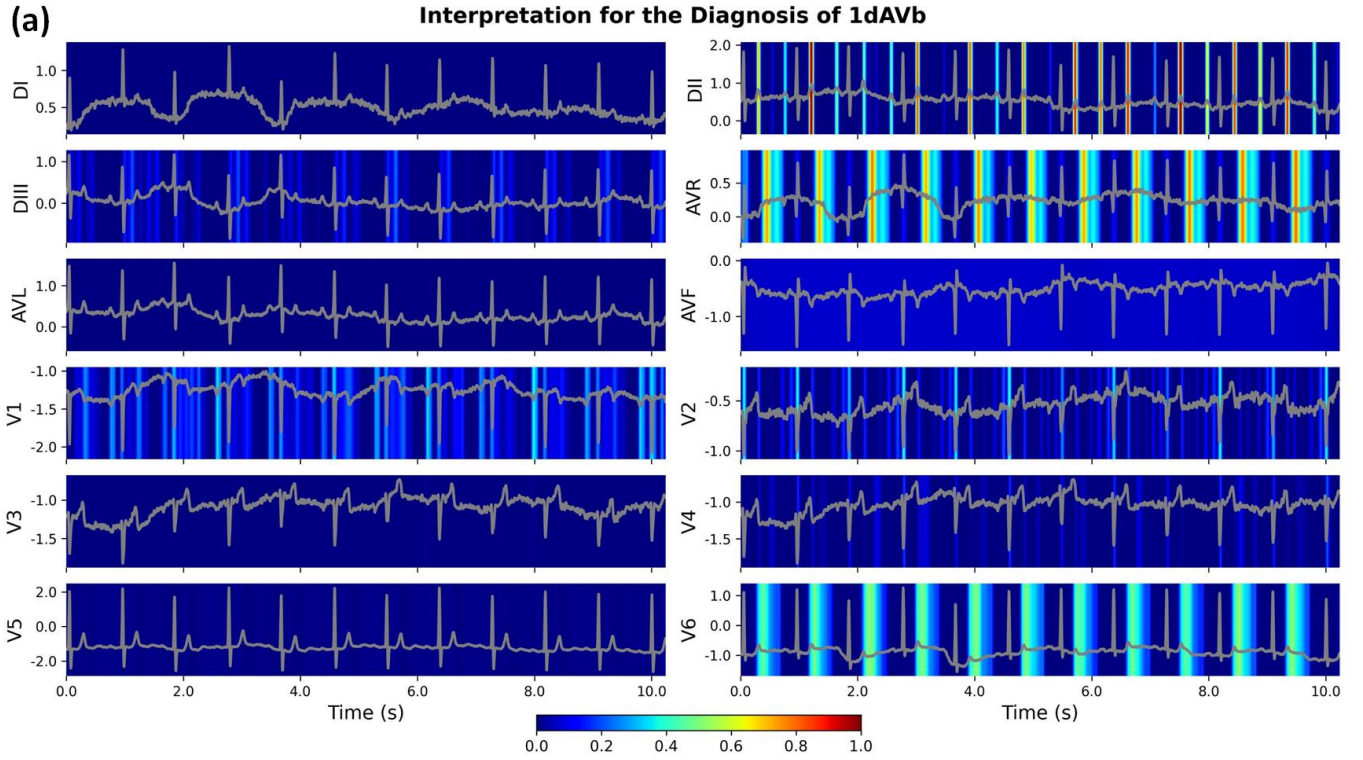 (a)
Interpretation for the Diagnosis of 1dAVb
DI
1.0
0.5
DII
2.0
1.0
0.0
DIII
1.0
0.0
AVR
0.5
0.0
AVL
1.0
0.0
AVF
0.0
-1.0
V1
-1.0
-1.5
-2.0
V2
-0.5
-1.0
V3
-1.0
-1.5
V4
-1.0
-1.5
V5
2.0
0.0
-2.0
V6
1.0
0.0
-1.0
0.0 2.0 4.0 6.0 8.0 10.0
0.0 2.0 4.0 6.0 8.0 10.0
Time (s)
Time (s)
0.0 0.2 0.4 0.6 0.8 1.0